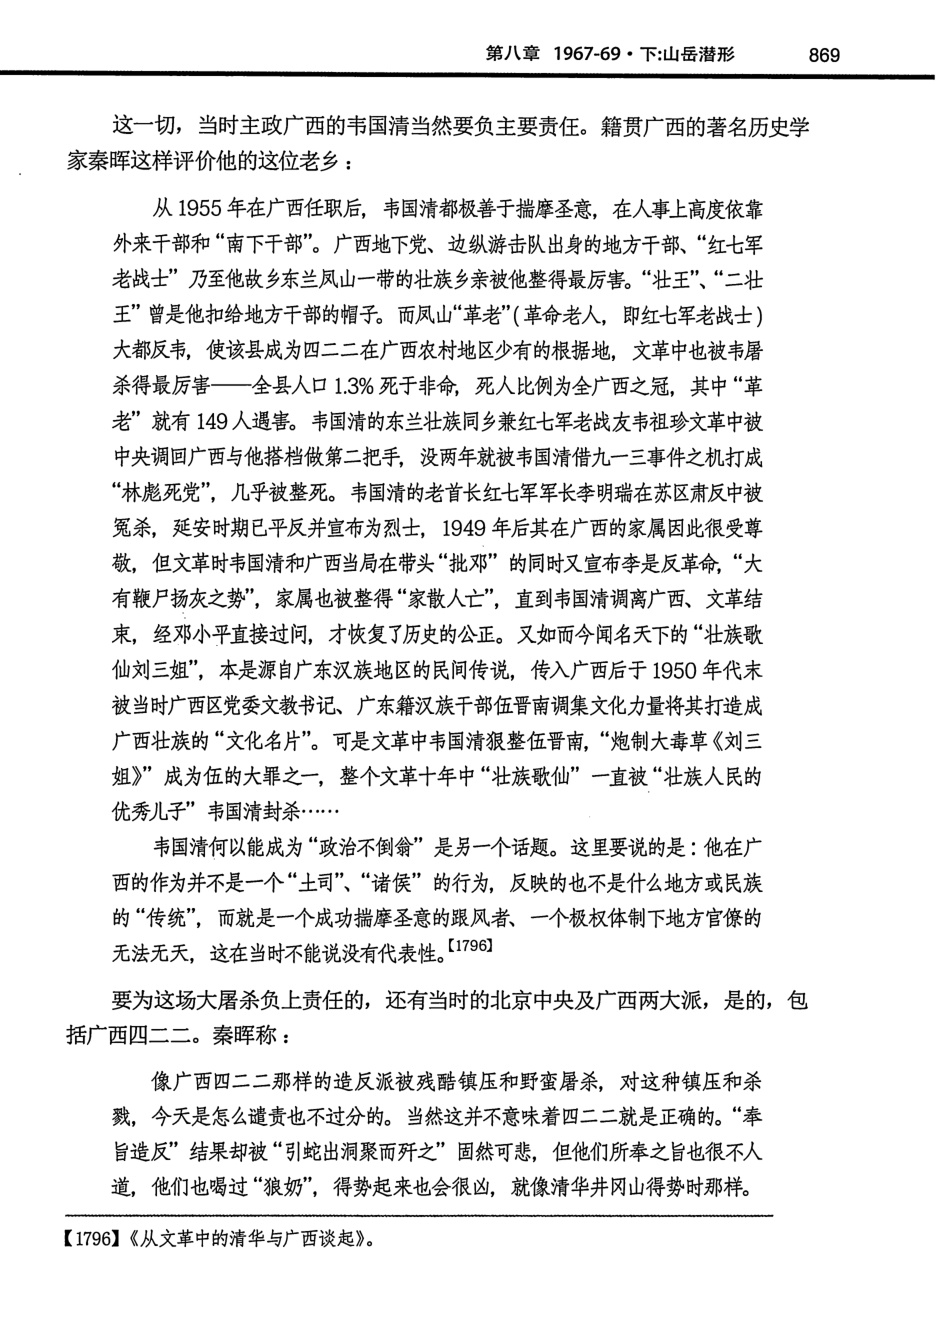 第八章 1967-69·下:山岳潜形 869
这一切，当时主政广西的韦国清当然要负主要责任。籍贯广西的著名历史学
家秦晖这样评价他的这位老乡：
从 1955 年在广西任职后，韦国清都极善于揣摩圣意，在人事上高度依靠
外来干部和“南下干部”。广西地下党、边纵游击队出身的地方干部、“红七军
老战士”乃至他故乡东兰凤山一带的壮族乡亲被他整得最厉害。“壮王”、“二壮
王”曾是他扣给地方干部的帽子。而凤山“革老”(革命老人，即红七军老战士)
大都反韦，使该县成为四二二在广西农村地区少有的根据地，文革中也被韦屠
杀得最厉害——全县人口 1.3% 死于非命，死人比例为全广西之冠，其中“革
老”就有 149 人遇害。韦国清的东兰壮族同乡兼红七军老战友韦祖珍文革中被
中央调回广西与他搭档做第二把手，没两年就被韦国清借九一三事件之机打成
“林彪死党”，几乎被整死。韦国清的老首长红七军军长李明瑞在苏区肃反中被
冤杀，延安时期已平反并宣布为烈士，1949 年后其在广西的家属因此很受尊
敬，但文革时韦国清和广西当局在带头“批邓”的同时又宣布李是反革命，“大
有鞭尸扬灰之势”，家属也被整得“家散人亡”，直到韦国清调离广西、文革结
束，经邓小平直接过问，才恢复了历史的公正。又如而今闻名天下的“壮族歌
仙刘三姐”，本是源自广东汉族地区的民间传说，传入广西后于 1950 年代末
被当时广西区党委文教书记、广东籍汉族干部伍晋南调集文化力量将其打造成
广西壮族的“文化名片”。可是文革中韦国清狠整伍晋南，“炮制大毒草《刘三
姐》”成为伍的大罪之一，整个文革十年中“壮族歌仙”一直被“壮族人民的
优秀儿子”韦国清封杀……
韦国清何以能成为“政治不倒翁”是另一个话题。这里要说的是：他在广
西的作为并不是一个“土司”、“诸侯”的行为，反映的也不是什么地方或民族
的“传统”，而就是一个成功揣摩圣意的跟风者、一个极权体制下地方官僚的
无法无天，这在当时不能说没有代表性。【1796】
要为这场大屠杀负上责任的，还有当时的北京中央及广西两大派，是的，包
括广西四二二。秦晖称：
像广西四二二那样的造反派被残酷镇压和野蛮屠杀，对这种镇压和杀
戮，今天是怎么谴责也不过分的。当然这并不意味着四二二就是正确的。“奉
旨造反”结果却被“引蛇出洞聚而歼之”固然可悲，但他们所奉之旨也很不人
道，他们也喝过“狼奶”，得势起来也会很凶，就像清华井冈山得势时那样。
【1796】《从文革中的清华与广西谈起》。